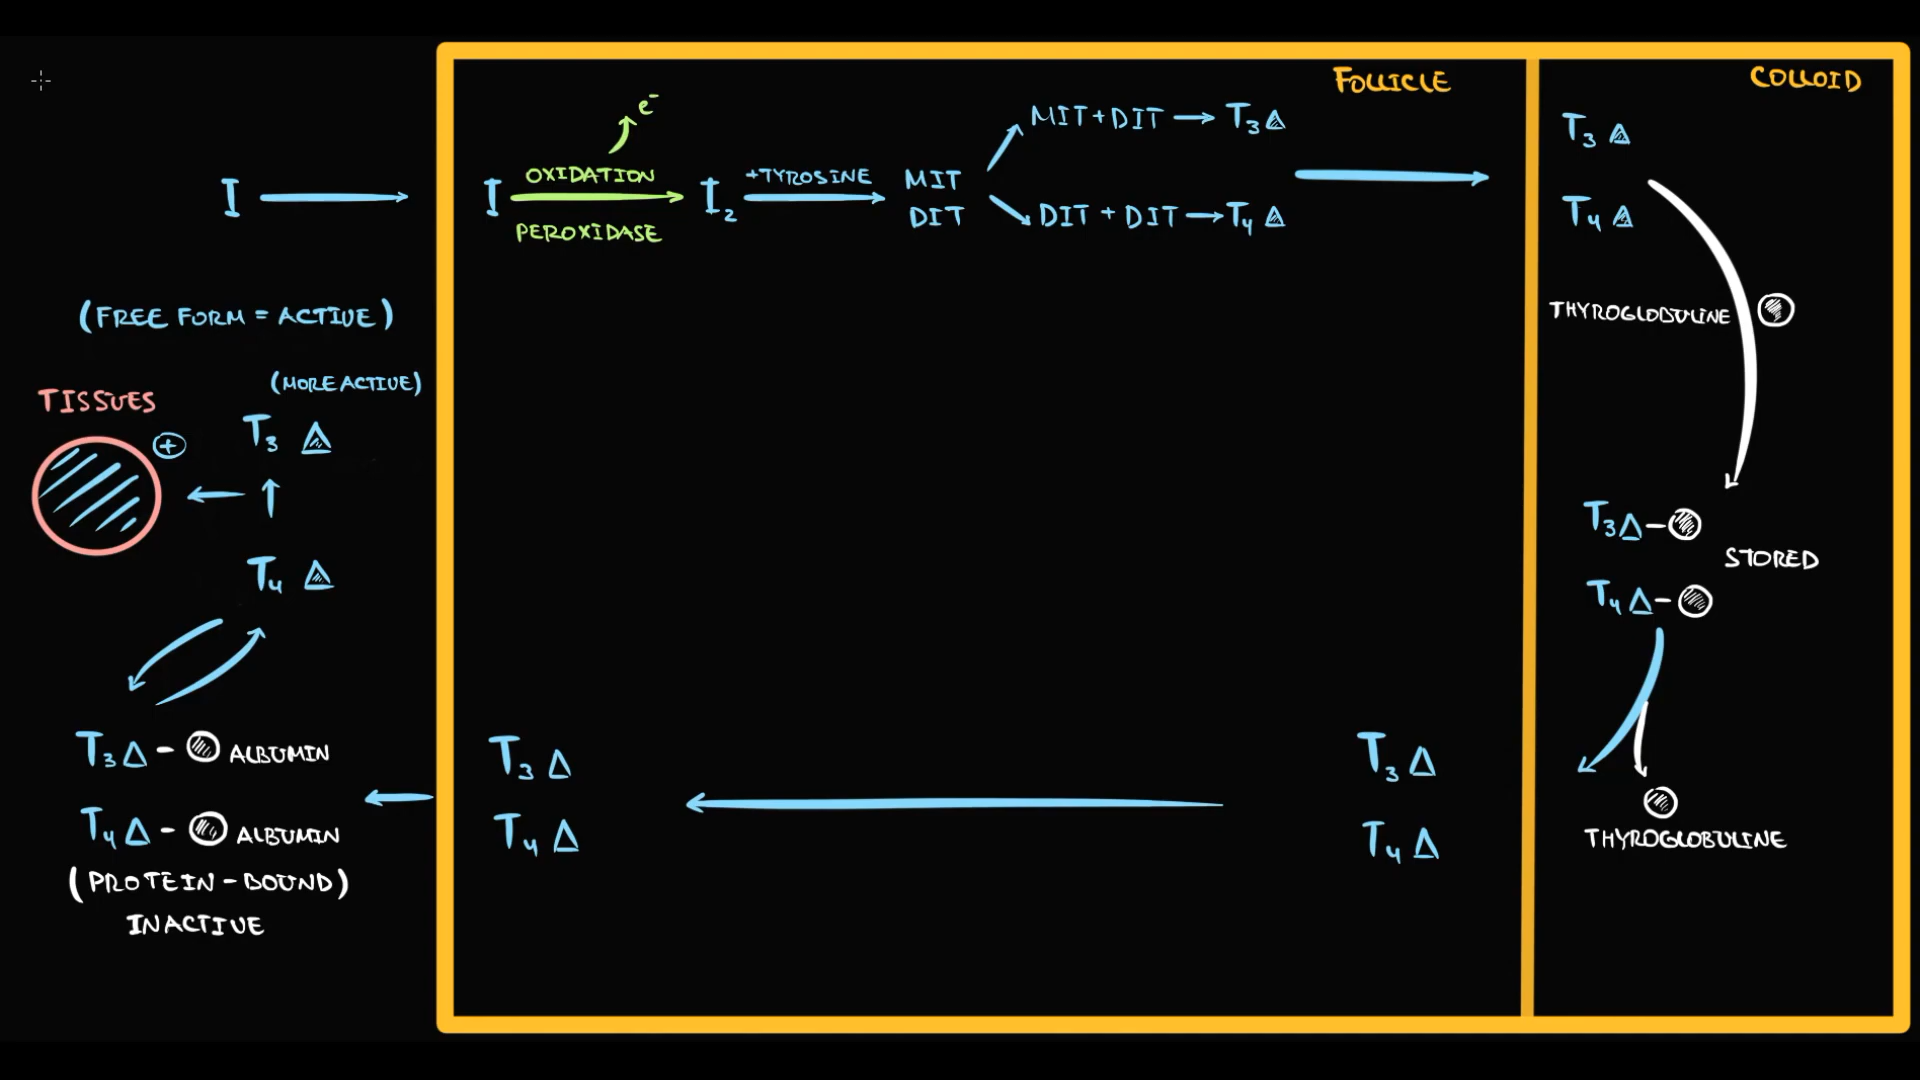 FOLLICLE
COLLOID
e⁻
I
I
OXIDATION
PEROXIDASE
I₂
+TYROSINE
MIT
DIT
MIT+DIT → T₃
DIT + DIT → T₄
T₃
T₄
THYROGLOBULINE
T₃
T₄
STORED
THYROGLOBULINE
T₃
T₄
T₃
T₄
(FREE FORM = ACTIVE)
(MORE ACTIVE)
TISSUES
+
T₃
T₄
T₃ - ALBUMIN
T₄ - ALBUMIN
(PROTEIN-BOUND)
INACTIVE